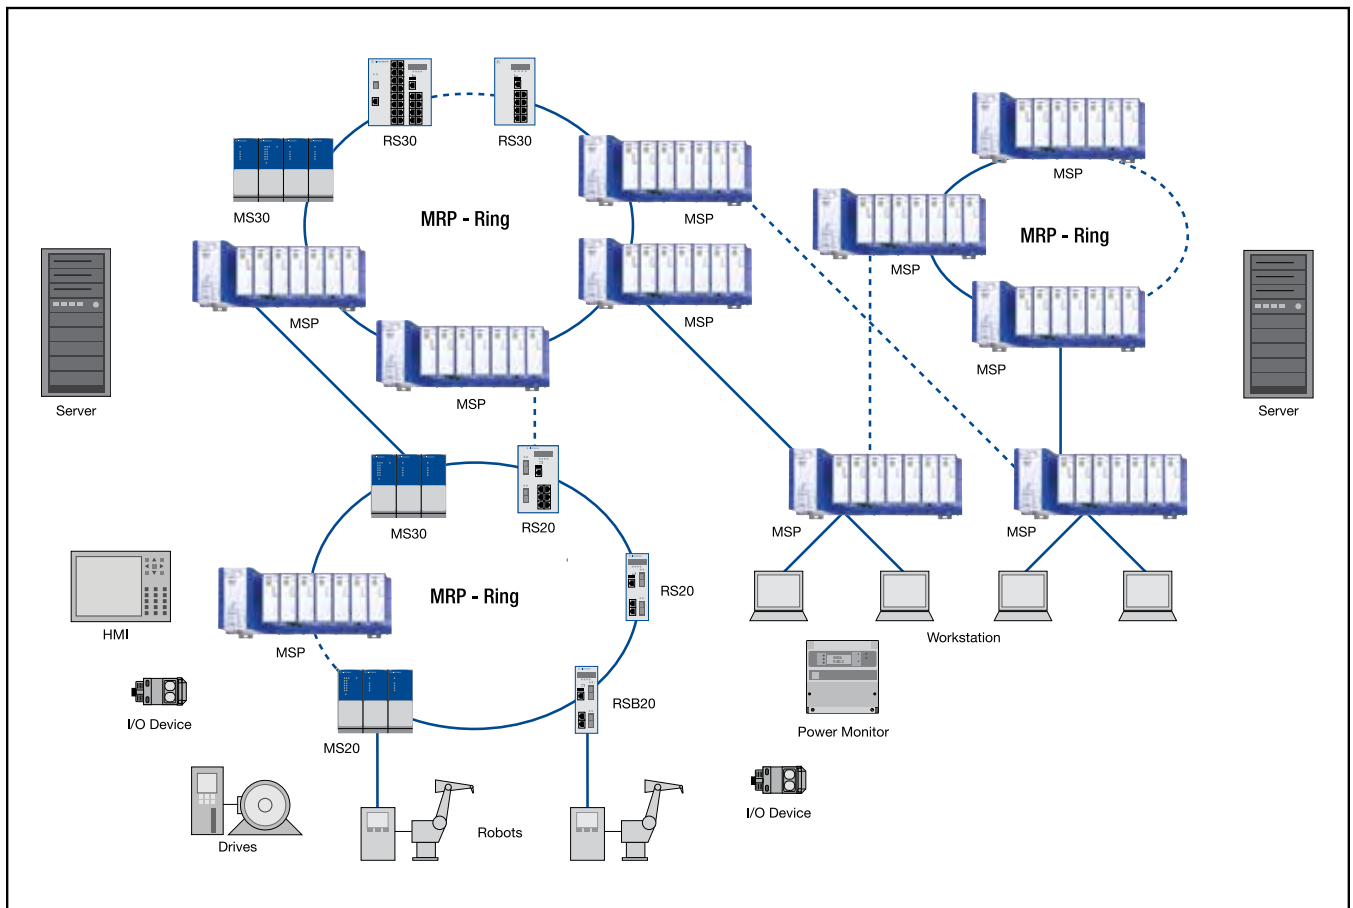 RS30
RS30
MSP
MS30
MRP - Ring
MSP
MSP
MRP - Ring
MSP
MSP
MSP
MSP
Server
MSP
Server
MS30
RS20
MSP
MSP
RS20
MRP - Ring
HMI
MSP
Workstation
I/O Device
RSB20
Power Monitor
MS20
I/O Device
Drives
Robots